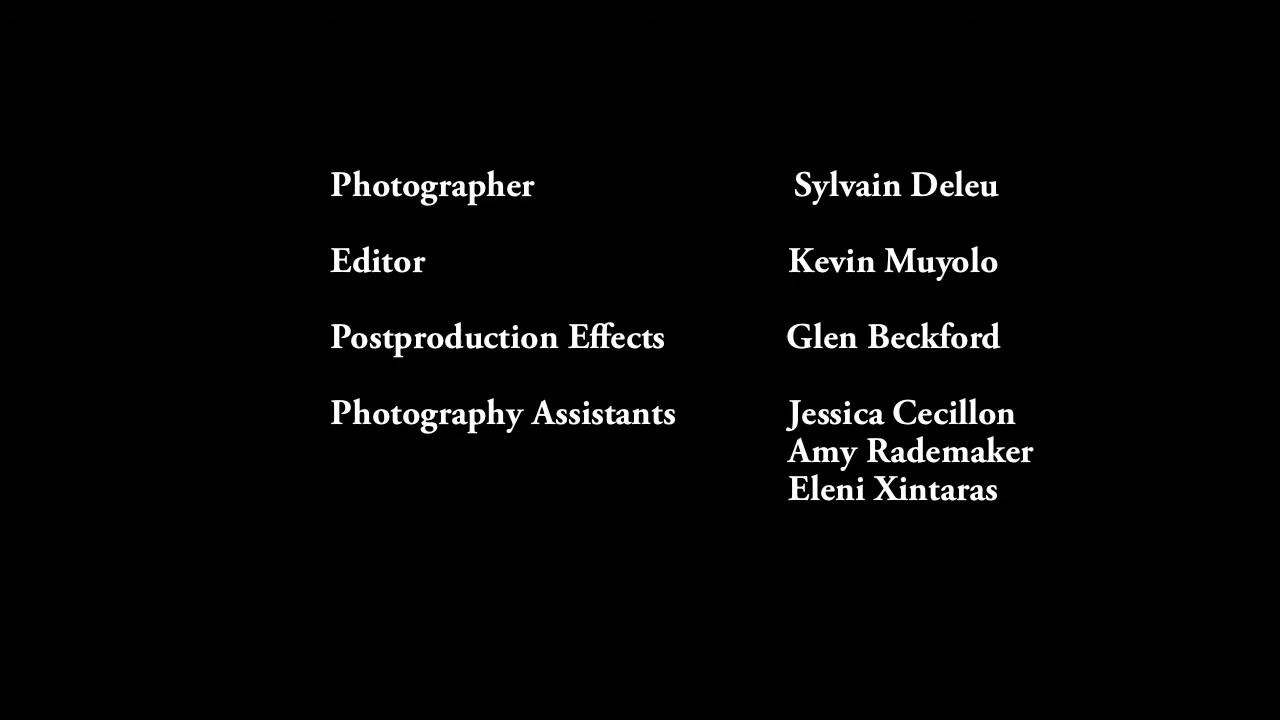 Photographer Sylvain Deleu
Editor Kevin Muyolo
Postproduction Effects Glen Beckford
Photography Assistants Jessica Cecillon
Amy Rademaker
Eleni Xintaras